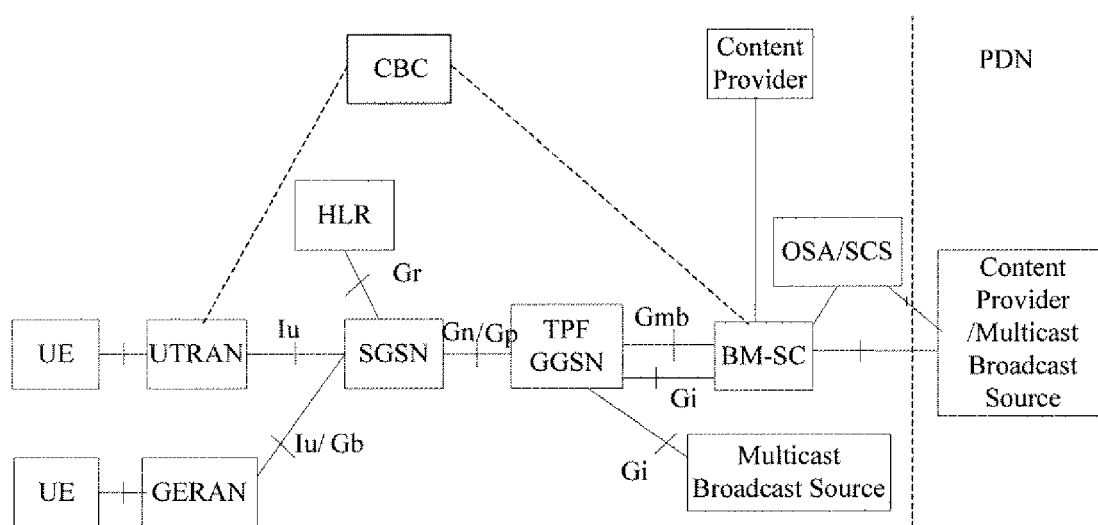 Content
Provider
PDN
CBC
HLR
Gr
OSA/SCS
Content
Provider
/Multicast
Broadcast
Source
UE
UTRAN
Iu
SGSN
Gn/Gp
TPF
GGSN
Gmb
Gi
BM-SC
Iu/ Gb
UE
GERAN
Gi
Multicast
Broadcast Source